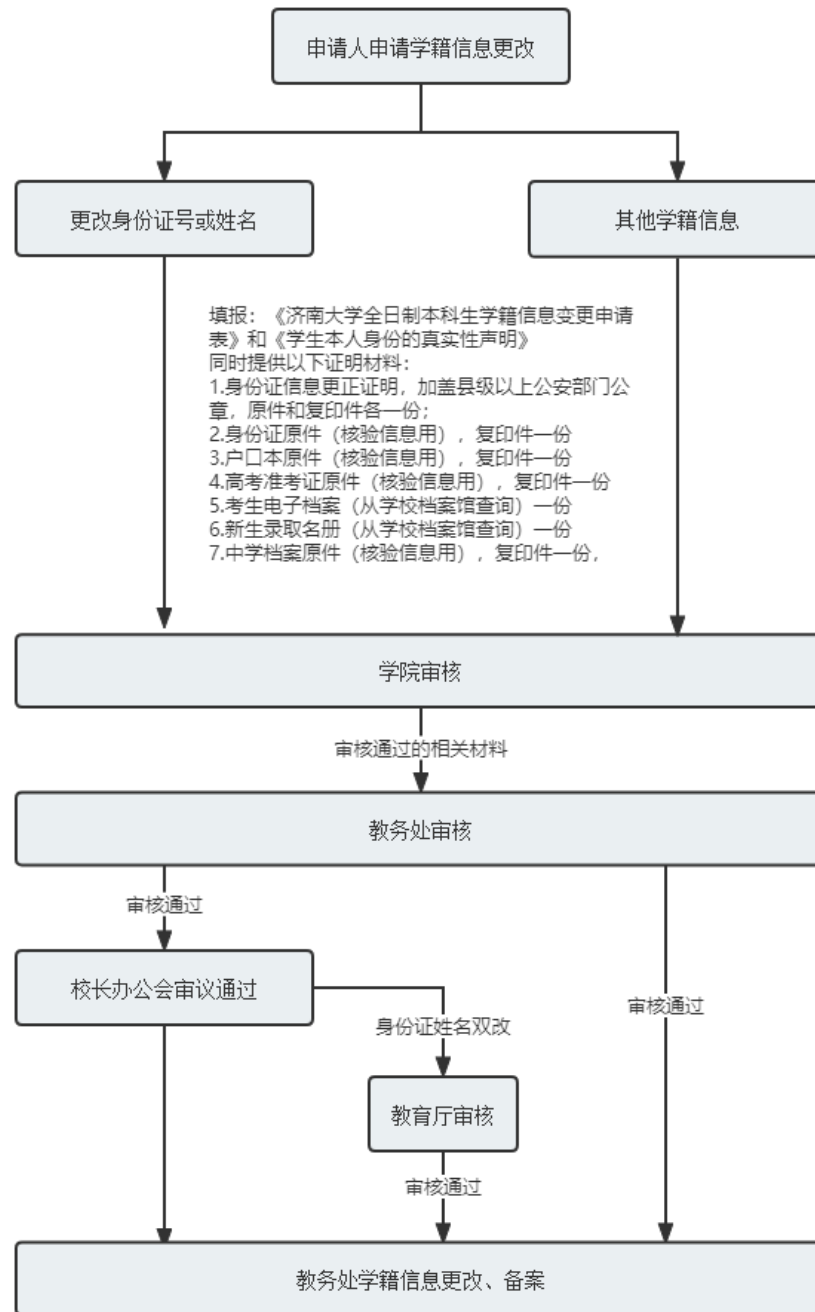 申请人申请学籍信息更改
更改身份证号或姓名
其他学籍信息
填报：《济南大学全日制本科生学籍信息变更申请
表》和《学生本人身份的真实性声明》
同时提供以下证明材料：
1.身份证信息更正证明，加盖县级以上公安部门公
章，原件和复印件各一份；
2.身份证原件（核验信息用），复印件一份
3.户口本原件（核验信息用），复印件一份
4.高考准考证原件（核验信息用），复印件一份
5.考生电子档案（从学校档案馆查询）一份
6.新生录取名册（从学校档案馆查询）一份
7.中学档案原件（核验信息用），复印件一份，
学院审核
审核通过的相关材料
教务处审核
审核通过
校长办公会审议通过
审核通过
身份证姓名双改
教育厅审核
审核通过
教务处学籍信息更改、备案